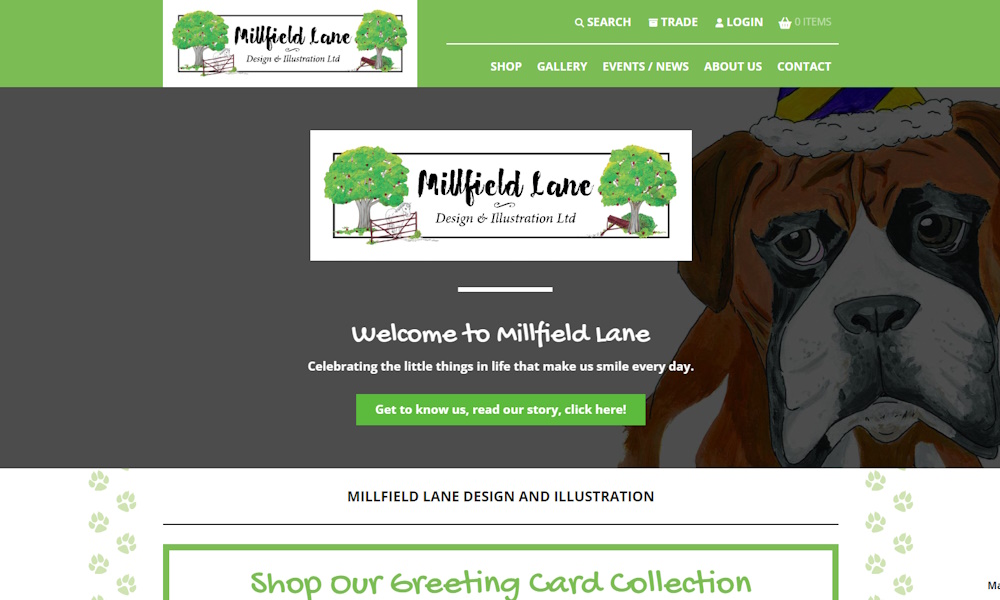 Millfield Lane
Design & Illustration Ltd
SEARCH TRADE LOGIN 0 ITEMS
SHOP GALLERY EVENTS / NEWS ABOUT US CONTACT
Millfield Lane
Design & Illustration Ltd
Welcome to Millfield Lane
Celebrating the little things in life that make us smile every day.
Get to know us, read our story, click here!
MILLFIELD LANE DESIGN AND ILLUSTRATION
Shop Our Greeting Card Collection